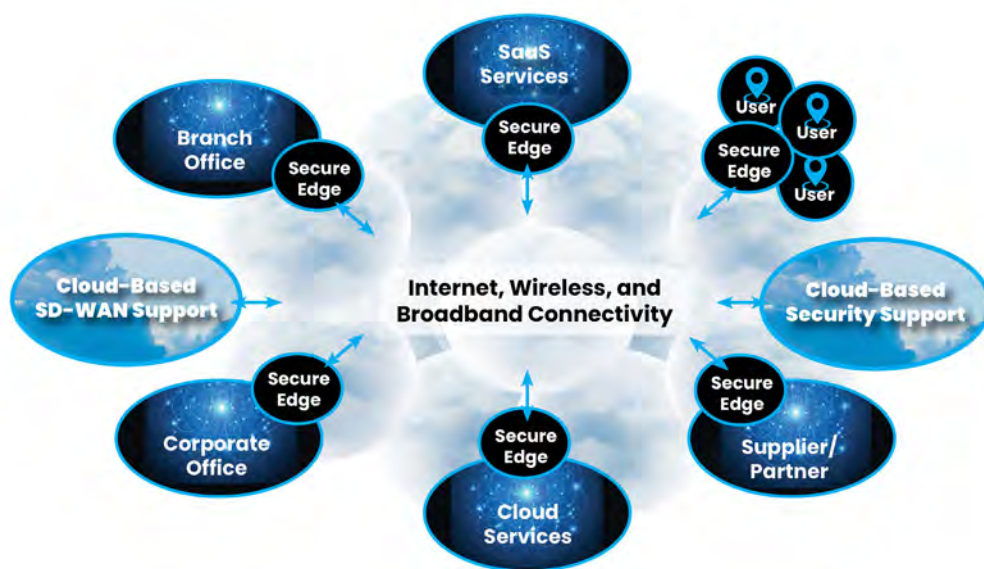 SaaS
Services
Secure
Edge
Branch
Office
Secure
Edge
User
User
Secure
Edge
User
Cloud-Based
SD-WAN Support
Internet, Wireless, and
Broadband Connectivity
Cloud-Based
Security Support
Secure
Edge
Corporate
Office
Secure
Edge
Cloud
Services
Secure
Edge
Supplier/
Partner